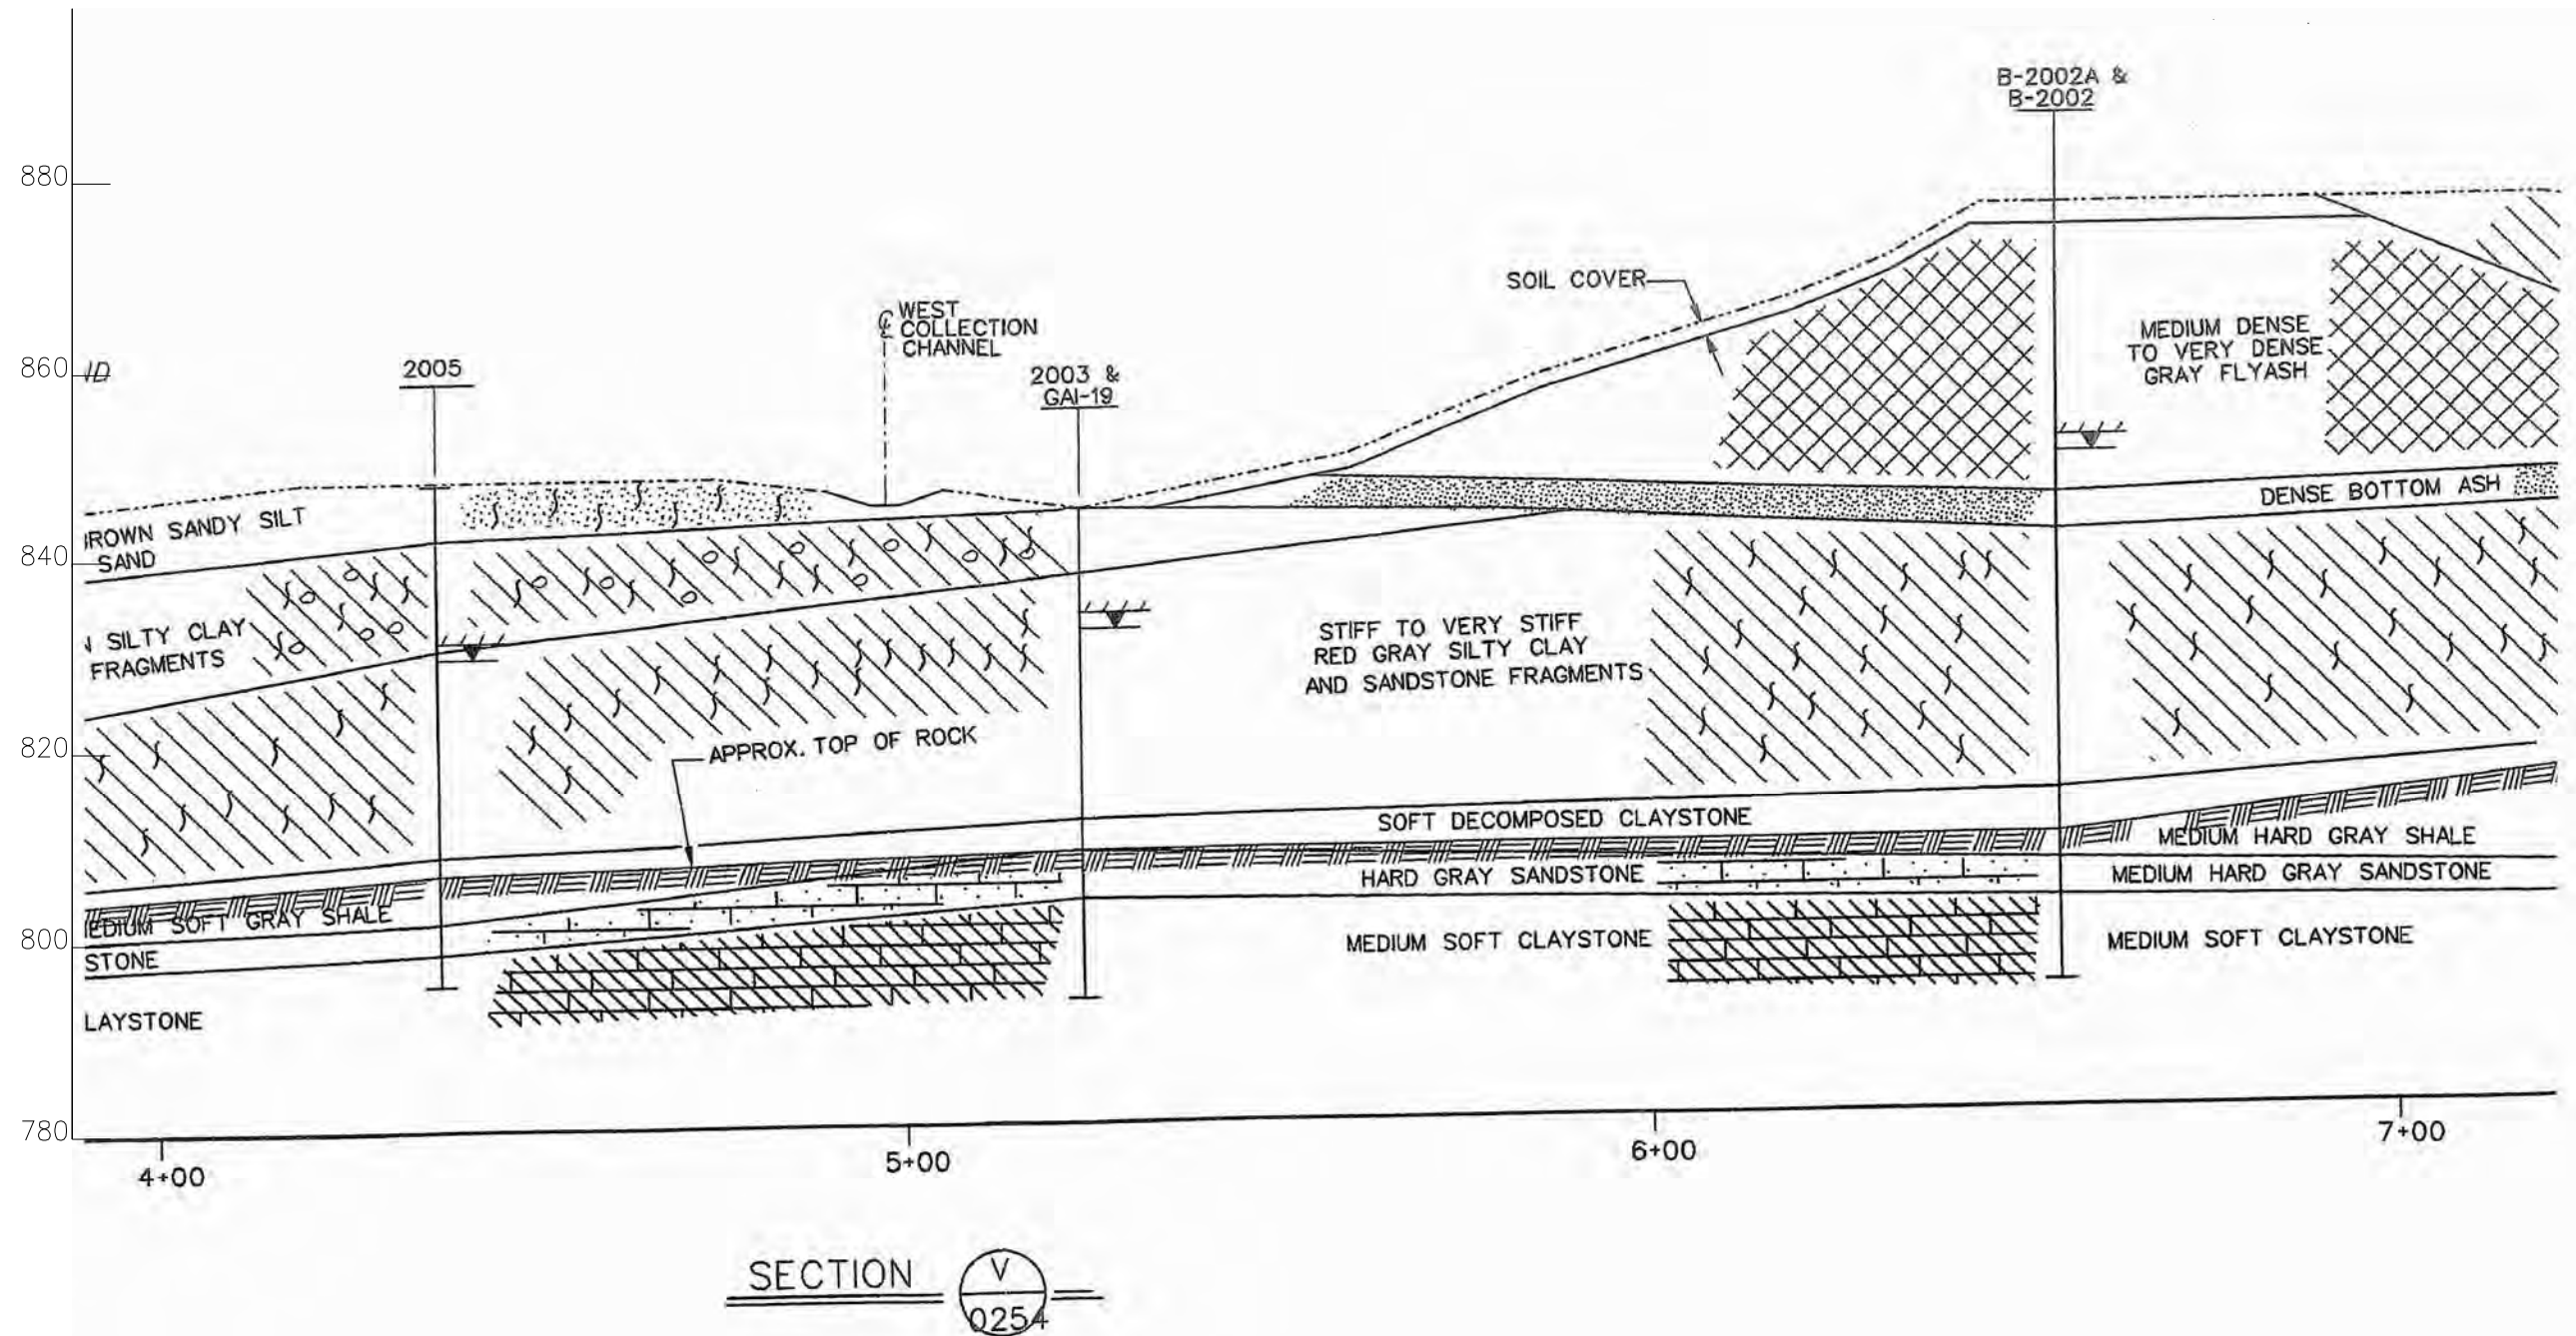 B-2002A &
B-2002
880
SOIL COVER
WEST
COLLECTION
CHANNEL
MEDIUM DENSE
TO VERY DENSE
GRAY FLYASH
860
2005
2003 &
GAI-19
DENSE BOTTOM ASH
ROWN SANDY SILT
SAND
840
SILTY CLAY
FRAGMENTS
STIFF TO VERY STIFF
RED GRAY SILTY CLAY
AND SANDSTONE FRAGMENTS
820
APPROX. TOP OF ROCK
SOFT DECOMPOSED CLAYSTONE
MEDIUM HARD GRAY SHALE
HARD GRAY SANDSTONE
MEDIUM HARD GRAY SANDSTONE
EDIUM SOFT GRAY SHALE
800
STONE
MEDIUM SOFT CLAYSTONE
MEDIUM SOFT CLAYSTONE
LAYSTONE
780
4+00
5+00
6+00
7+00
SECTION
V
0254